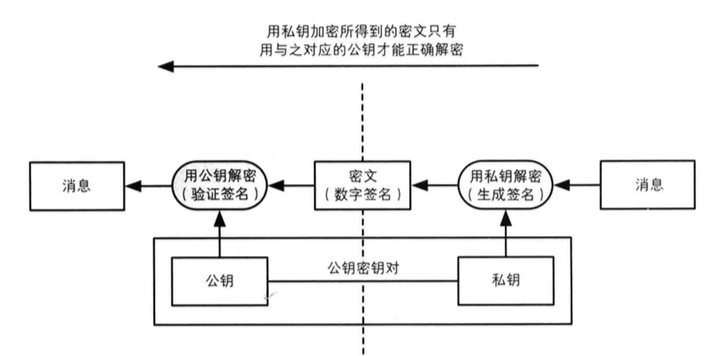 用私钥加密所得到的密文只有
用与之对应的公钥才能正确解密
消息
用公钥解密
（验证签名）
密文
（数字签名）
用私钥解密
（生成签名）
消息
公钥
公钥密钥对
私钥